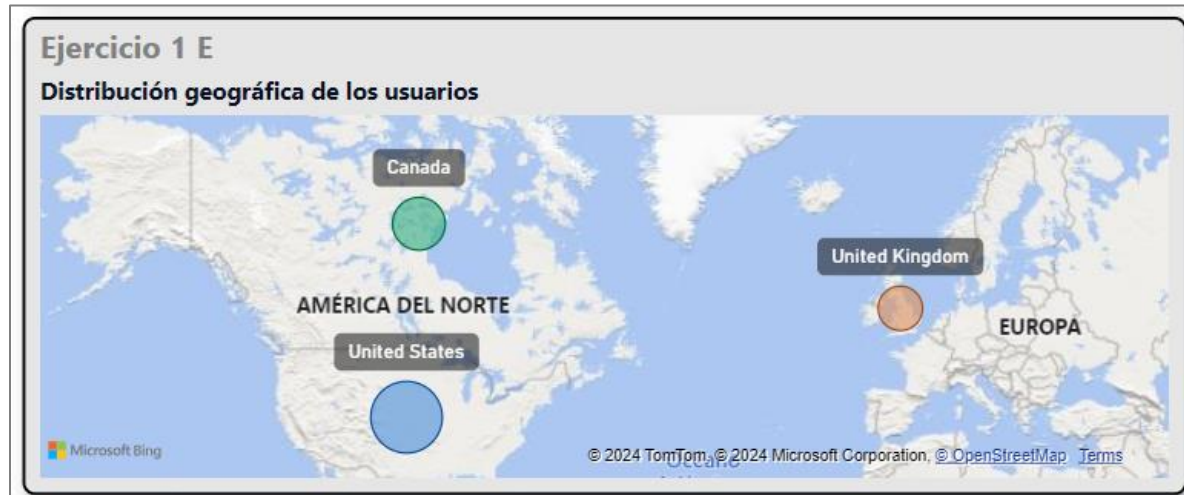 Ejercicio 1 E
Distribución geográfica de los usuarios
Canada
United Kingdom
AMÉRICA DEL NORTE
EUROPA
United States
Microsoft Bing
© 2024 TomTom, © 2024 Microsoft Corporation, © OpenStreetMap Terms
Océano